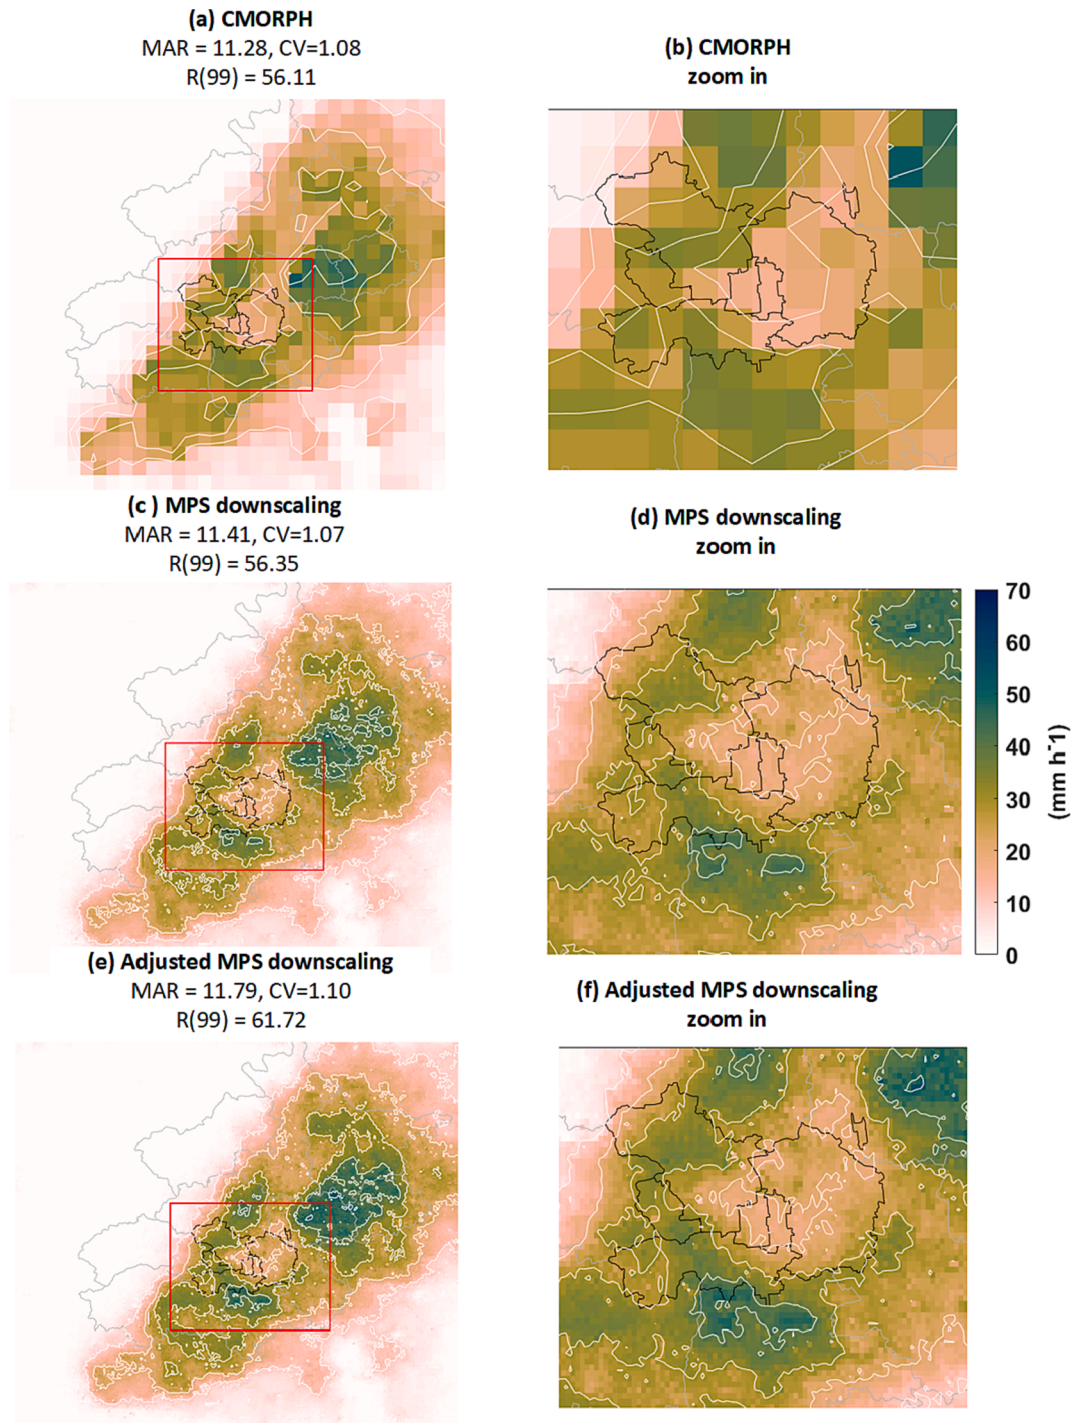 (a) CMORPH
MAR = 11.28, CV=1.08
R(99) = 56.11
(b) CMORPH
zoom in
(c ) MPS downscaling
MAR = 11.41, CV=1.07
R(99) = 56.35
(d) MPS downscaling
zoom in
70
60
50
40
30
20
10
0
(mm h⁻¹)
(e) Adjusted MPS downscaling
MAR = 11.79, CV=1.10
R(99) = 61.72
(f) Adjusted MPS downscaling
zoom in